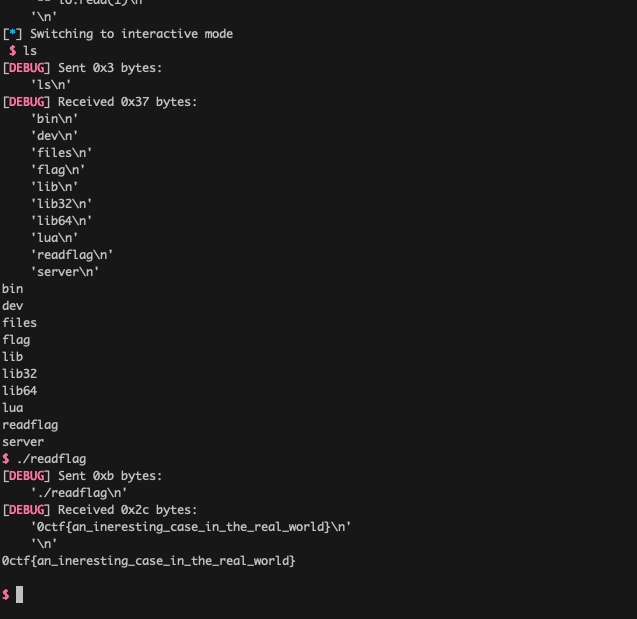 '\n'
[*] Switching to interactive mode
$ ls
[DEBUG] Sent 0x3 bytes:
'ls\n'
[DEBUG] Received 0x37 bytes:
'bin\n'
'dev\n'
'files\n'
'flag\n'
'lib\n'
'lib32\n'
'lib64\n'
'lua\n'
'readflag\n'
'server\n'
bin
dev
files
flag
lib
lib32
lib64
lua
readflag
server
$ ./readflag
[DEBUG] Sent 0xb bytes:
'./readflag\n'
[DEBUG] Received 0x2c bytes:
'0ctf{an_ineresting_case_in_the_real_world}\n'
'\n'
0ctf{an_ineresting_case_in_the_real_world}
$